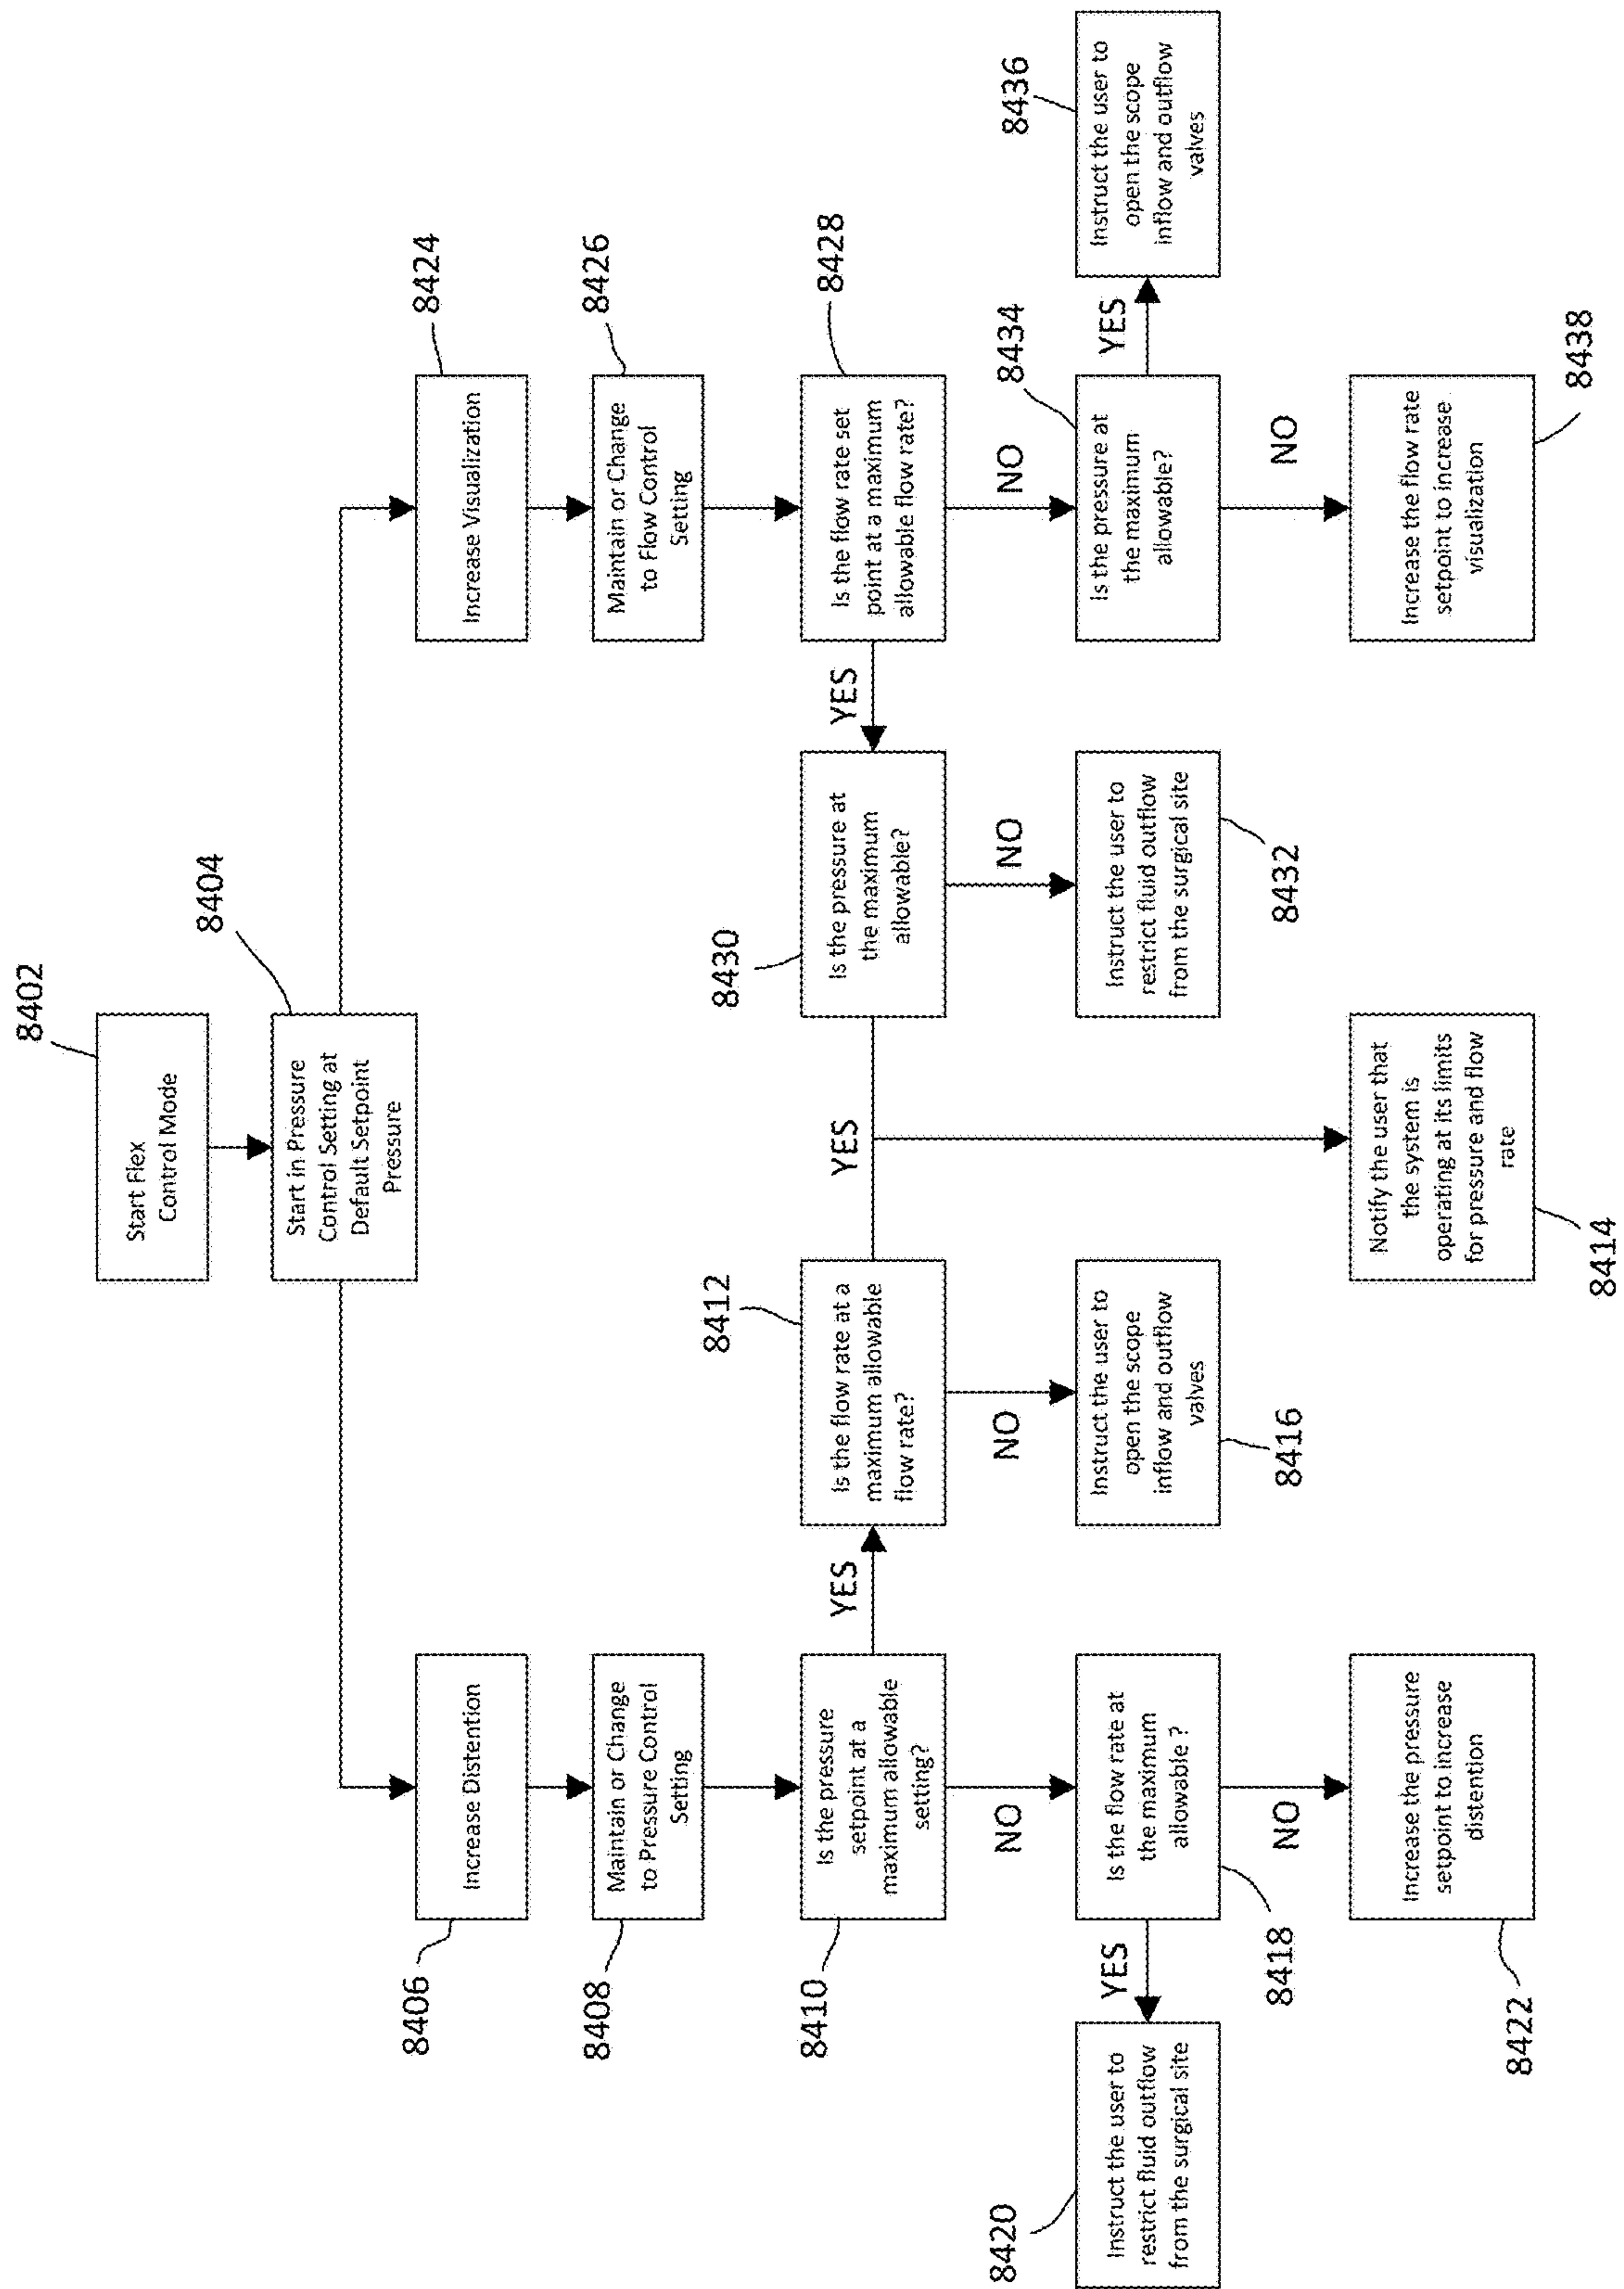 8402
Start Flex
Control Mode
8404
Start in Pressure
Control Setting at
Default Setpoint
Pressure
8406
Increase Distention
8424
Increase Visualization
8408
Maintain or Change
to Pressure Control
Setting
8426
Maintain or Change
to Flow Control
Setting
8410
Is the pressure
setpoint at a
maximum allowable
setting?
YES
8412
Is the flow rate at a
maximum allowable
flow rate?
YES
8430
Is the pressure at
the maximum
allowable?
YES
8428
Is the flow rate set
point at a maximum
allowable flow rate?
NO
NO
NO
NO
8420
Instruct the user to
restrict fluid outflow
from the surgical site
YES
8418
Is the flow rate at
the maximum
allowable ?
8416
Instruct the user to
open the scope
inflow and outflow
valves
8432
Instruct the user to
restrict fluid outflow
from the surgical site
8434
Is the pressure at
the maximum
allowable?
YES
8436
Instruct the user to
open the scope
inflow and outflow
valves
NO
NO
8422
Increase the pressure
setpoint to increase
distention
8414
Notify the user that
the system is
operating at its limits
for pressure and flow
rate
8438
Increase the flow rate
setpoint to increase
visualization